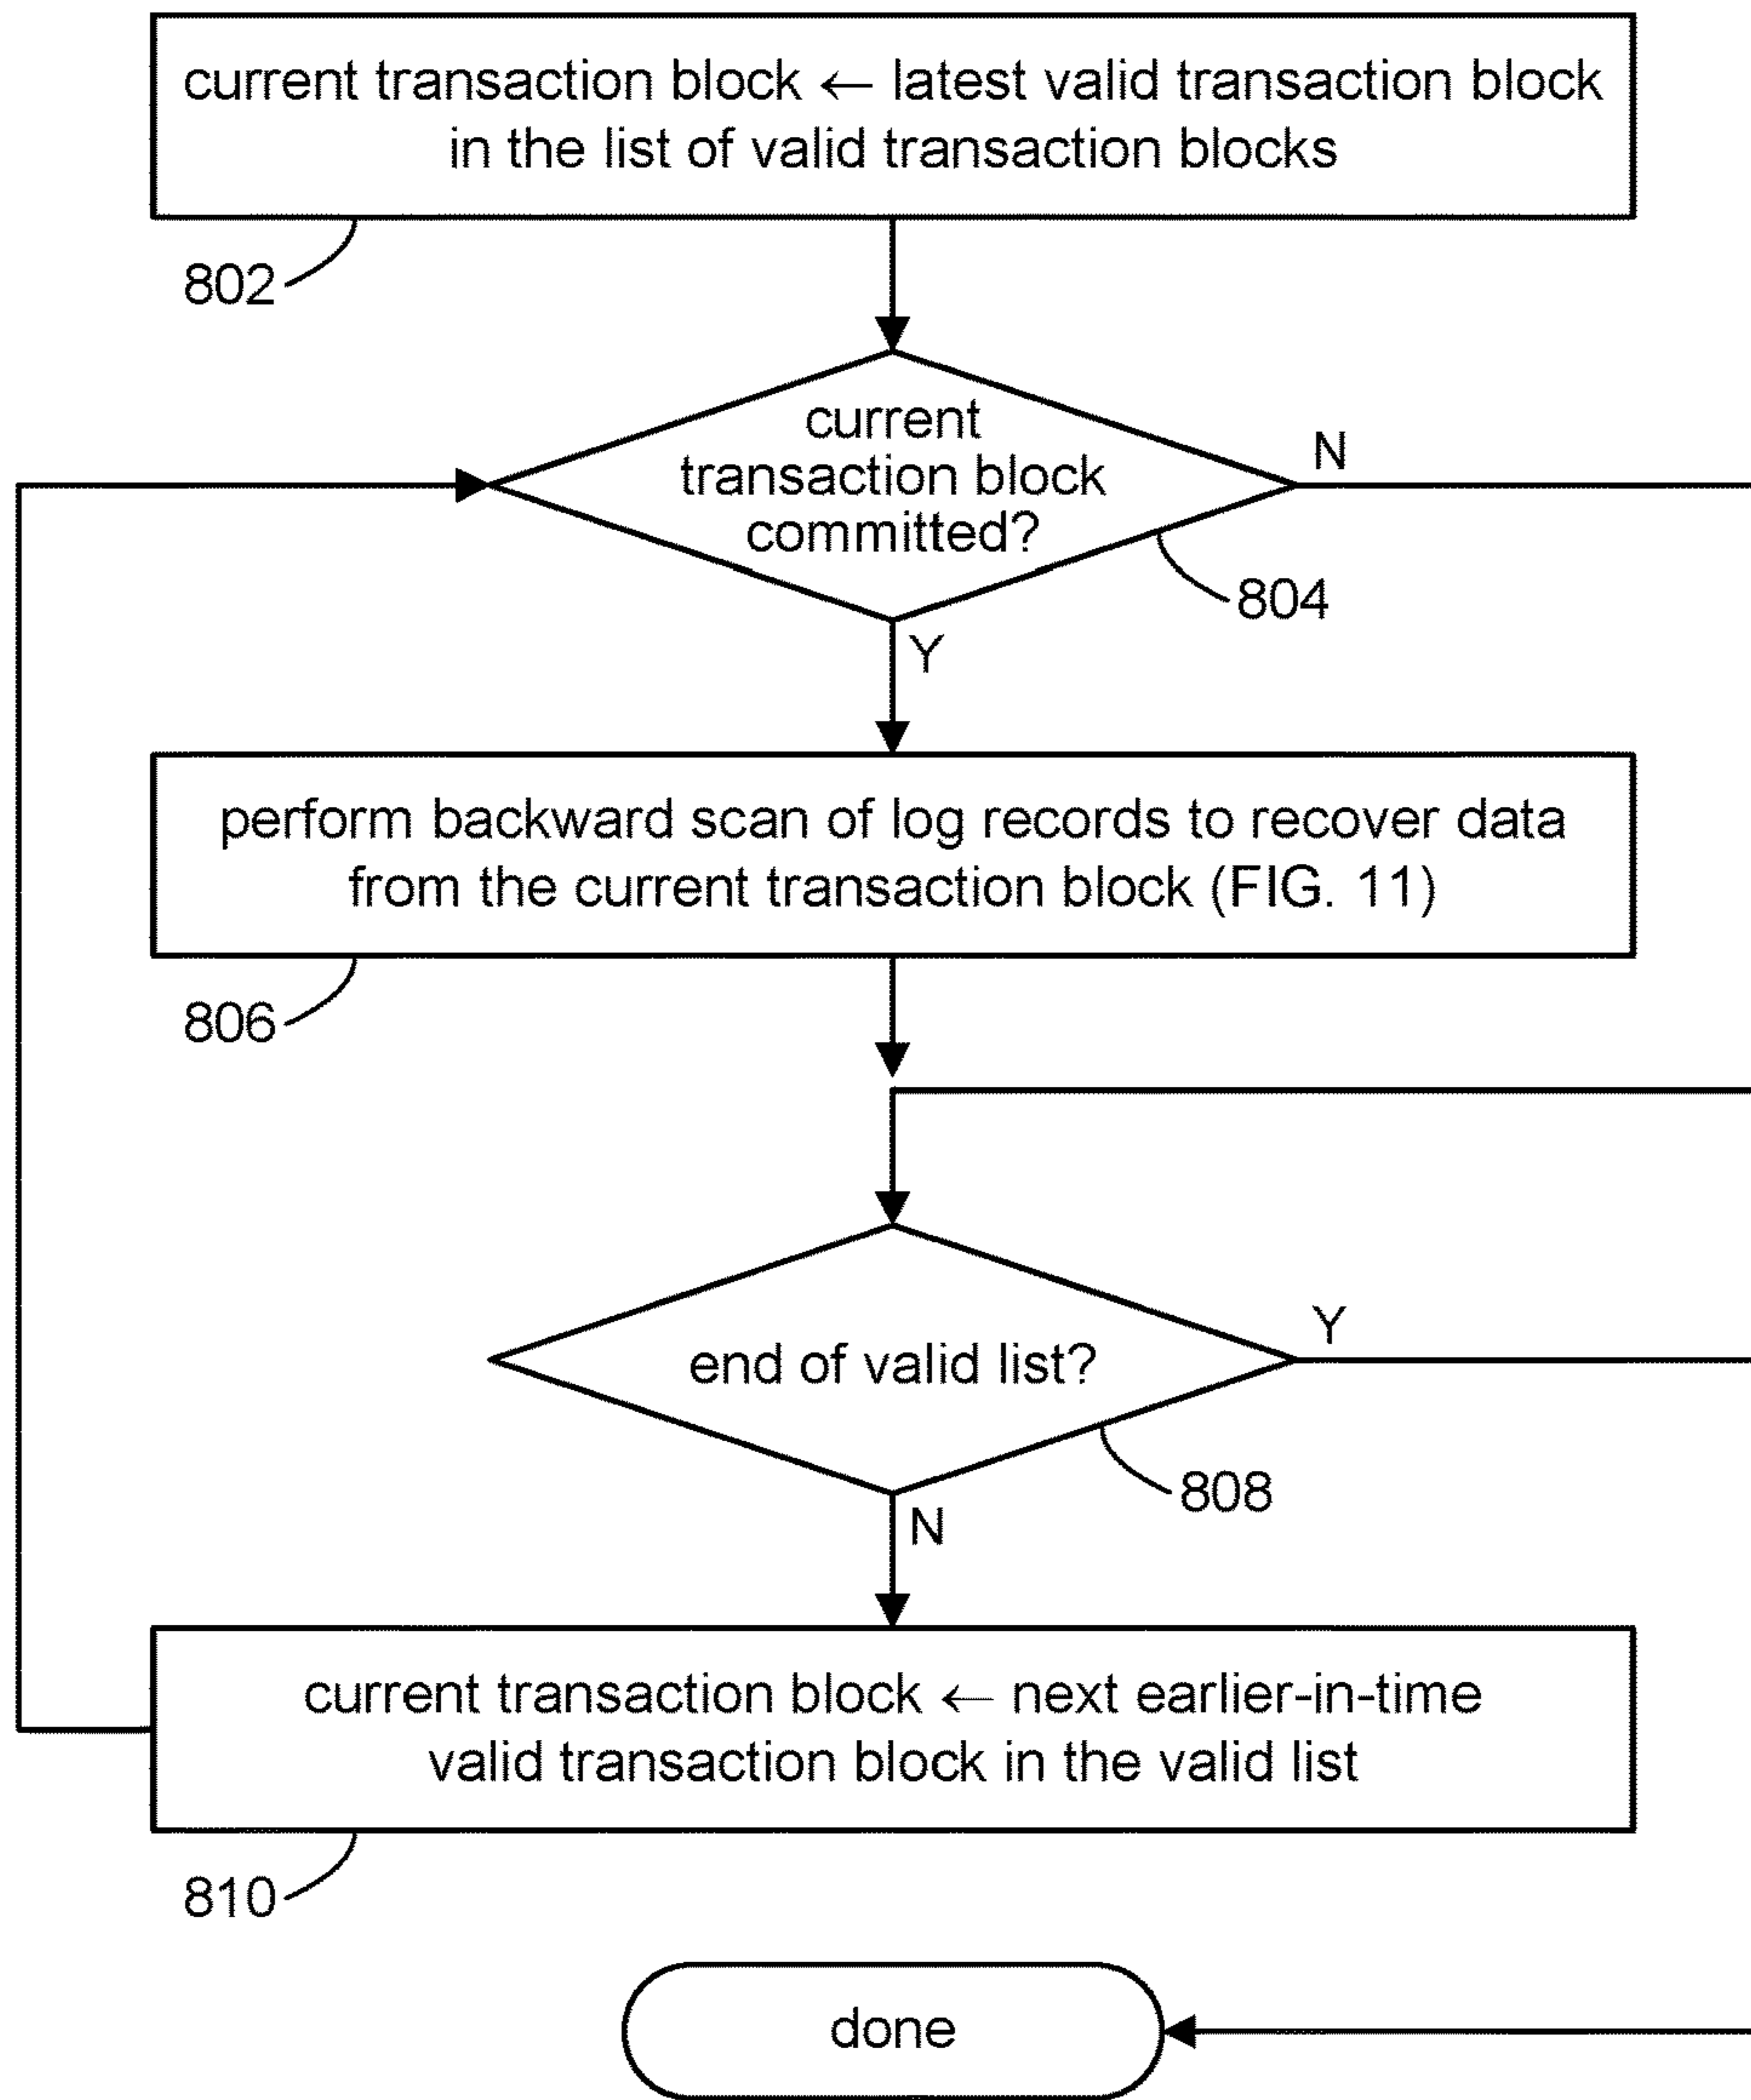 current transaction block ← latest valid transaction block
in the list of valid transaction blocks
802
current
transaction block
committed?
N
804
Y
perform backward scan of log records to recover data
from the current transaction block (FIG. 11)
806
end of valid list?
Y
808
N
current transaction block ← next earlier-in-time
valid transaction block in the valid list
810
done